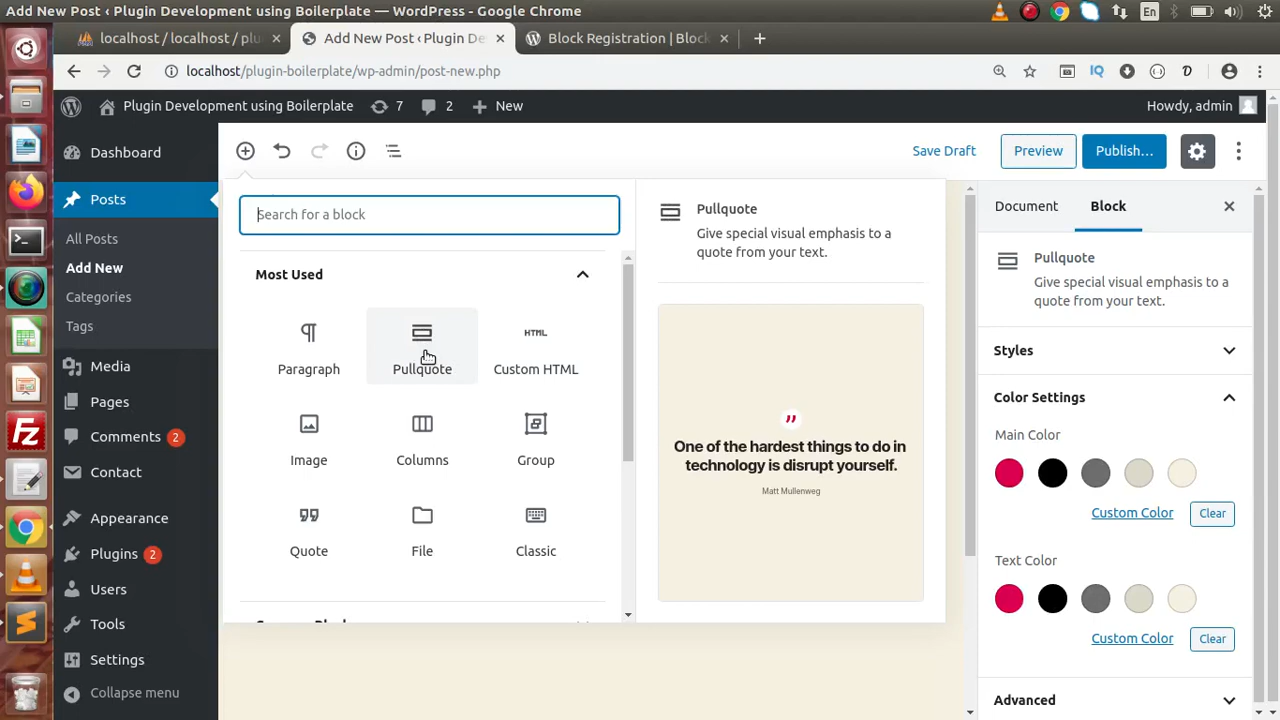 Add New Post ‹ Plugin Development using Boilerplate — WordPress - Google Chrome
En
localhost / localhost / plu
Add New Post ‹ Plugin De
Block Registration | Block
localhost/plugin-boilerplate/wp-admin/post-new.php
IQ
Plugin Development using Boilerplate
7
2
New
Howdy, admin
Dashboard
Posts
All Posts
Add New
Categories
Tags
Media
Pages
Comments 2
Contact
Appearance
Plugins 2
Users
Tools
Settings
Collapse menu
Save Draft
Preview
Publish…
Search for a block
Most Used
Paragraph
Pullquote
HTML
Custom HTML
Image
Columns
Group
Quote
File
Classic
Pullquote
Give special visual emphasis to a
quote from your text.
One of the hardest things to do in
technology is disrupt yourself.
Matt Mullenweg
Document
Block
Pullquote
Give special visual emphasis to a
quote from your text.
Styles
Color Settings
Main Color
Custom Color
Clear
Text Color
Custom Color
Clear
Advanced